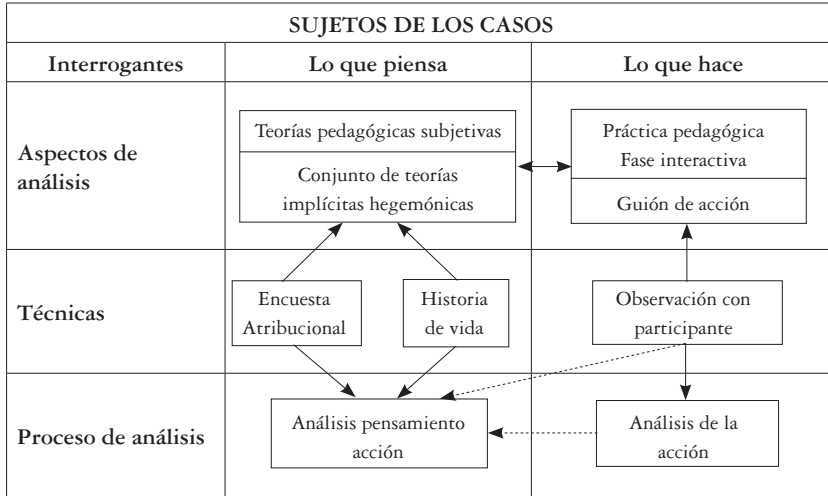 SUJETOS DE LOS CASOS
Interrogantes
Lo que piensa
Lo que hace
Aspectos de
análisis
Teorías pedagógicas subjetivas
Conjunto de teorías
implícitas hegemónicas
Práctica pedagógica
Fase interactiva
Guión de acción
Técnicas
Encuesta
Atribucional
Historia
de vida
Observación con
participante
Proceso de análisis
Análisis pensamiento
acción
Análisis de la
acción